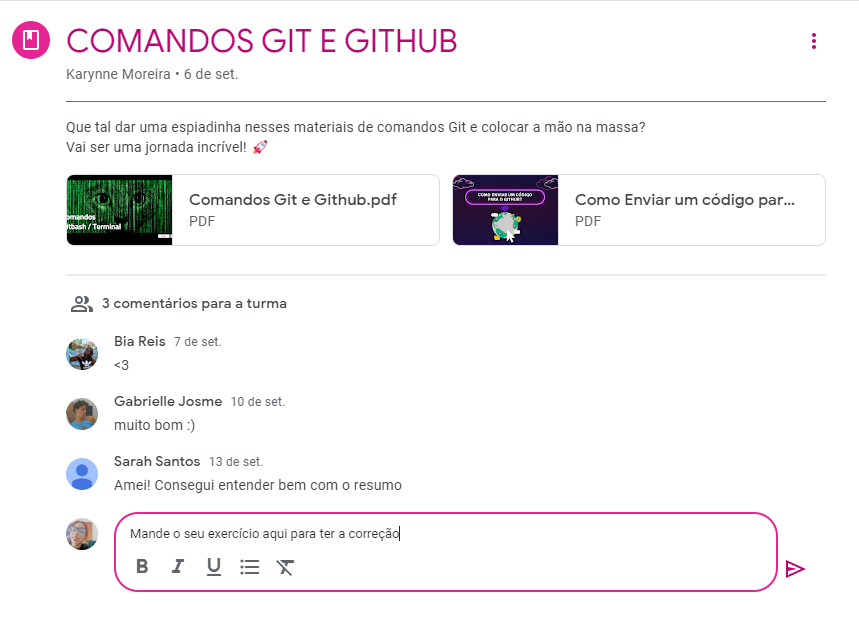 COMANDOS GIT E GITHUB
Karynne Moreira • 6 de set.
Que tal dar uma espiadinha nesses materiais de comandos Git e colocar a mão na massa?
Vai ser uma jornada incrível! 🚀
omandos
itbash / Terminal
Comandos Git e Github.pdf
PDF
COMO ENVIAR UM CÓDIGO
PARA O GITHUB?
Como Enviar um código par...
PDF
3 comentários para a turma
Bia Reis 7 de set.
<3
Gabrielle Josme 10 de set.
muito bom :)
Sarah Santos 13 de set.
Amei! Consegui entender bem com o resumo
Mande o seu exercício aqui para ter a correção
B I U